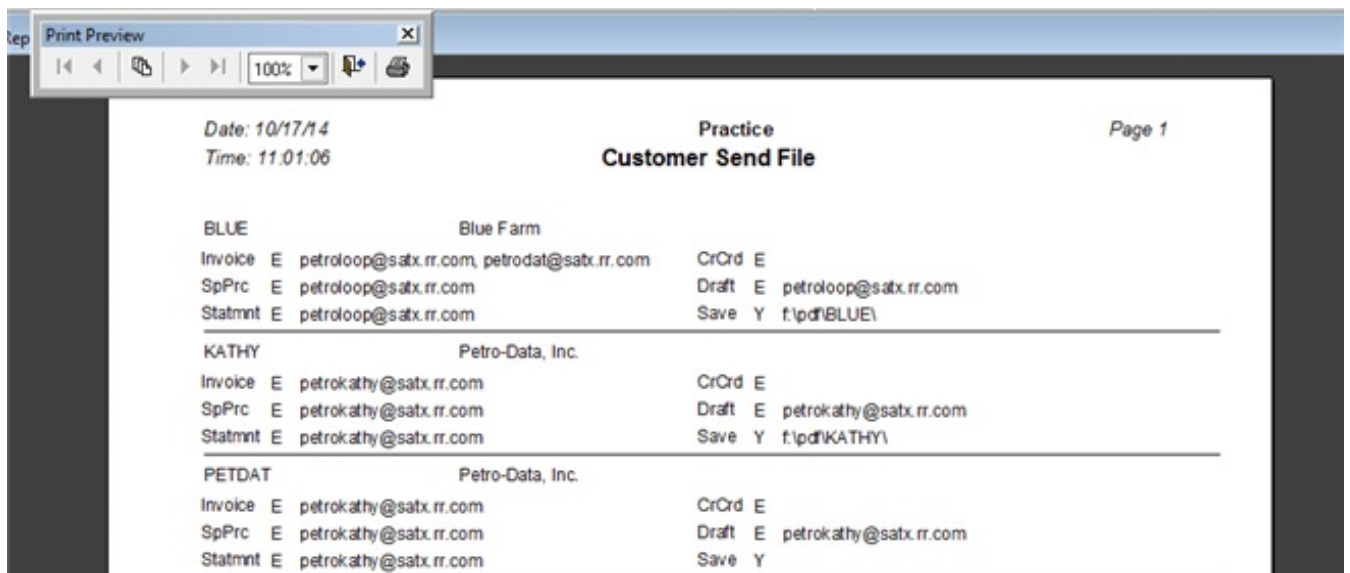 Rep
Print Preview
100%
Date: 10/17/14 Practice Page 1
Time: 11:01:06 Customer Send File
BLUE Blue Farm
Invoice E petroloop@satx.rr.com, petrodat@satx.rr.com CrCrd E
SpPrc E petroloop@satx.rr.com Draft E petroloop@satx.rr.com
Statmnt E petroloop@satx.rr.com Save Y f:\pdf\BLUE\
KATHY Petro-Data, Inc.
Invoice E petrokathy@satx.rr.com CrCrd E
SpPrc E petrokathy@satx.rr.com Draft E petrokathy@satx.rr.com
Statmnt E petrokathy@satx.rr.com Save Y f:\pdf\KATHY\
PETDAT Petro-Data, Inc.
Invoice E petrokathy@satx.rr.com CrCrd E
SpPrc E petrokathy@satx.rr.com Draft E petrokathy@satx.rr.com
Statmnt E petrokathy@satx.rr.com Save Y